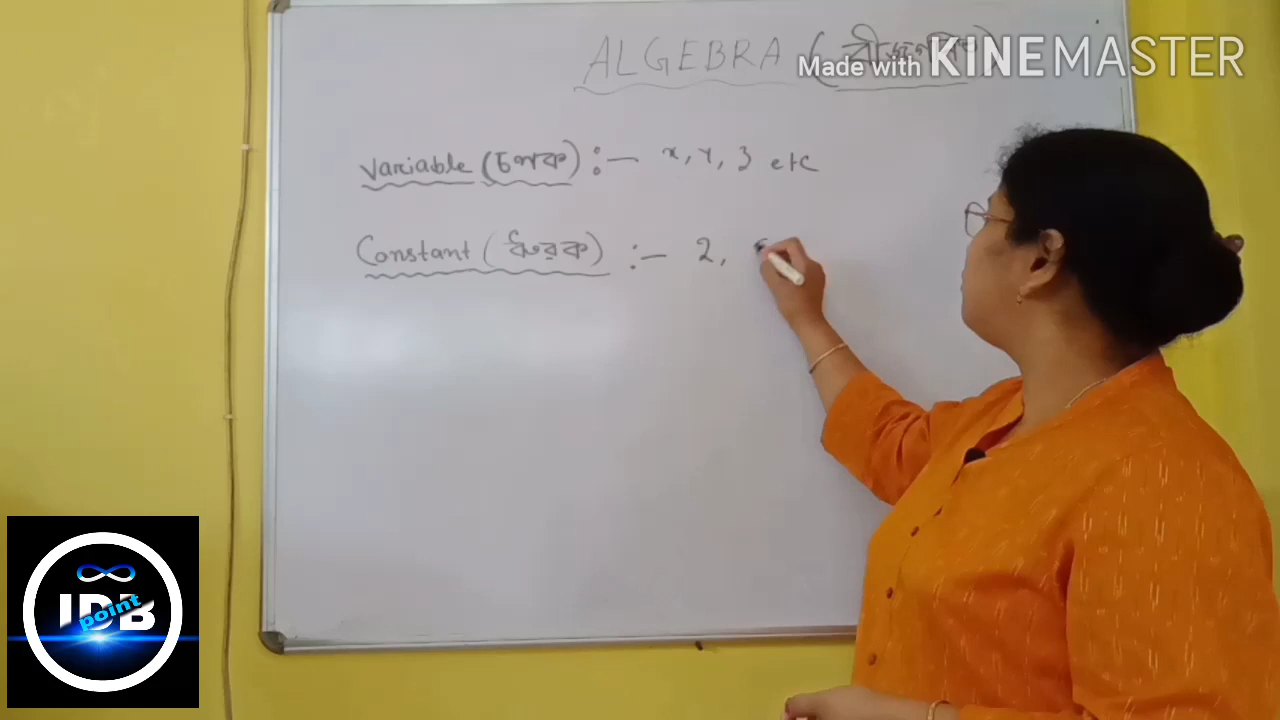 ALGEBRA (বীজগণিত)
Made with KINEMASTER
Variable (চলক) :— x, y, z etc
Constant (ধ্রুবক) :— 2,
IDB
point